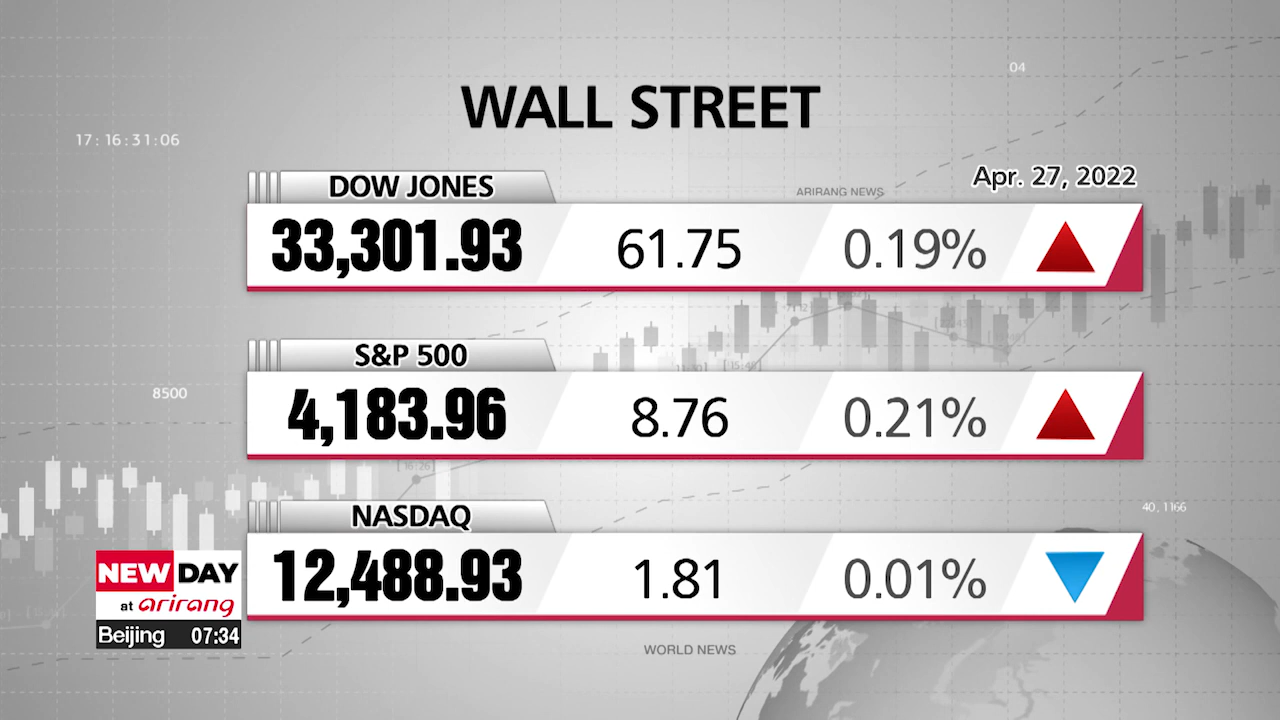 04
WALL STREET
17:16:31:06
Apr. 27, 2022
DOW JONES
ARIRANG NEWS
33,301.93 61.75 0.19%
S&P 500
8500
4,183.96 8.76 0.21%
[16:26]
NASDAQ
40, 1166
12,488.93 1.81 0.01%
NEW DAY
at arirang
Beijing 07:34
WORLD NEWS